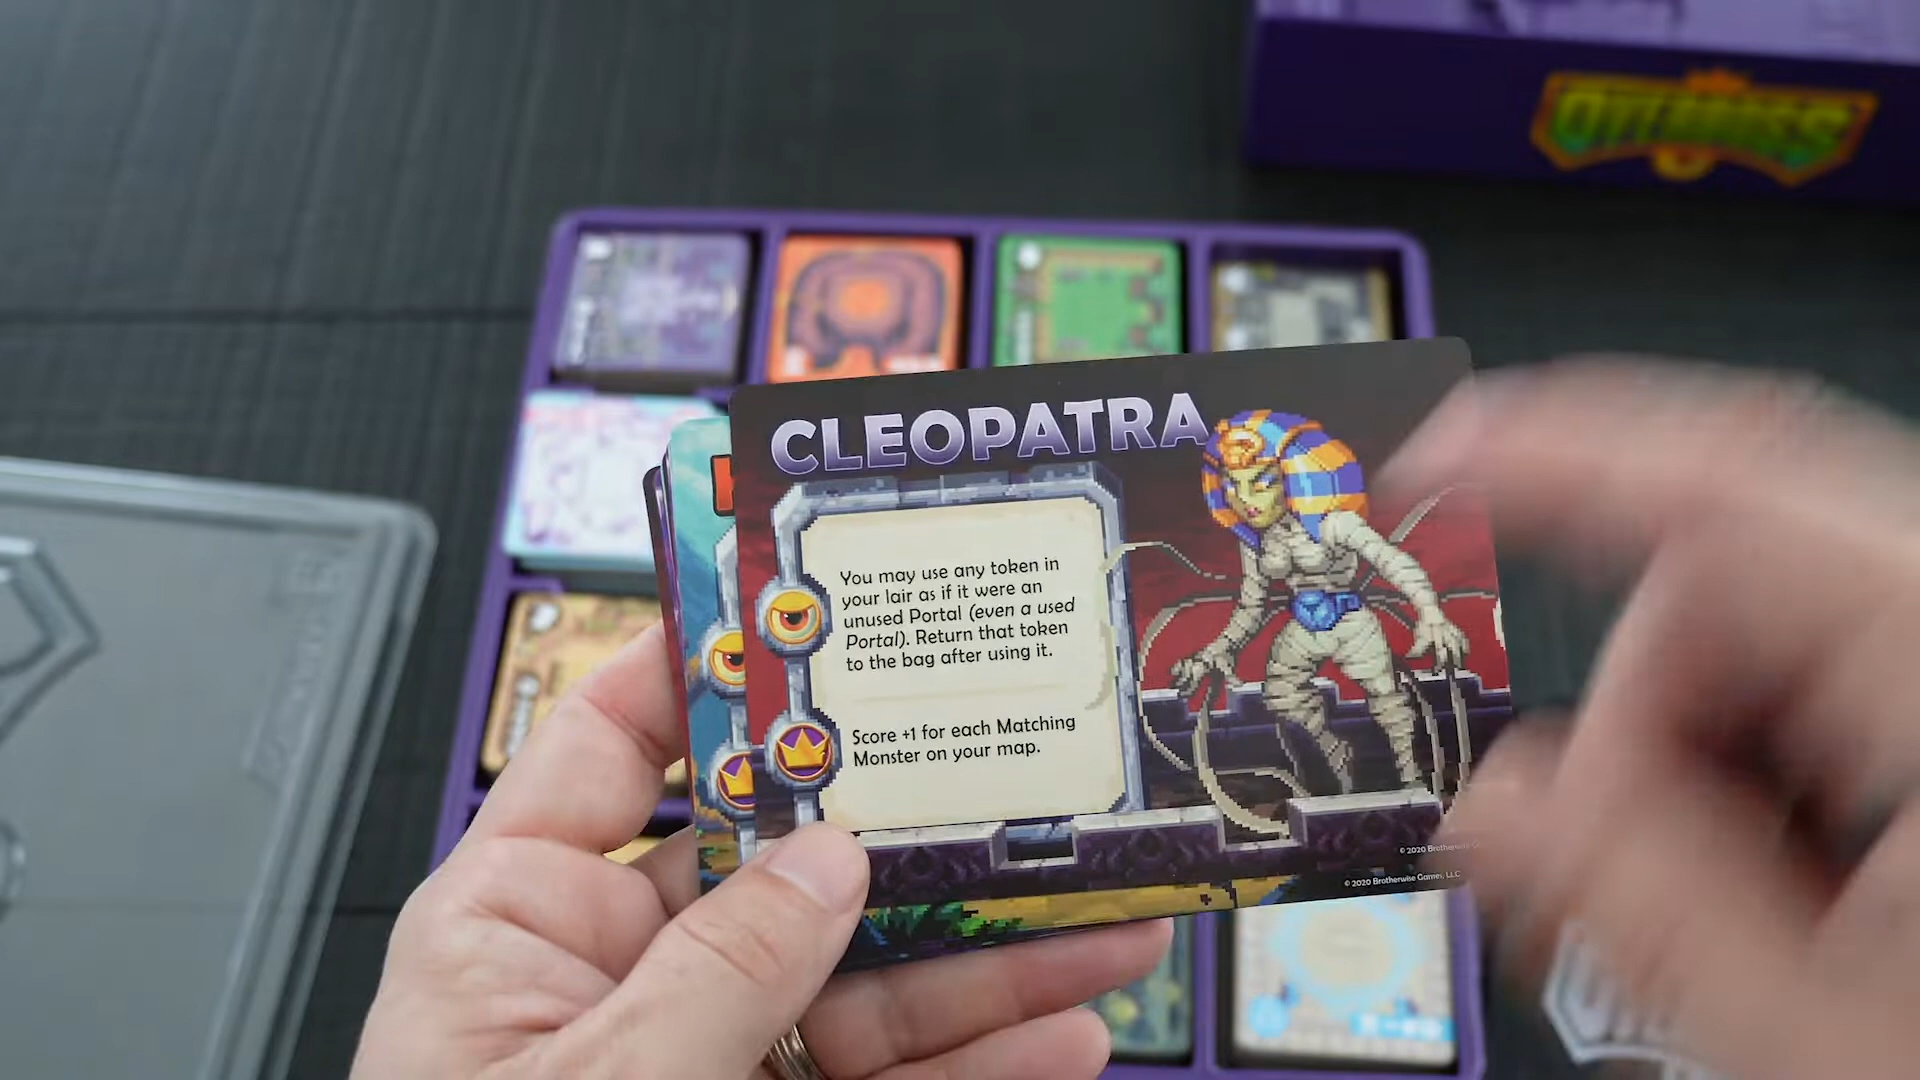 CLEOPATRA
You may use any token in
your lair as if it were an
unused Portal (even a used
Portal). Return that token
to the bag after using it.
Score +1 for each Matching
Monster on your map.
© 2020 Brotherwise
© 2020 Brotherwise Games, LLC